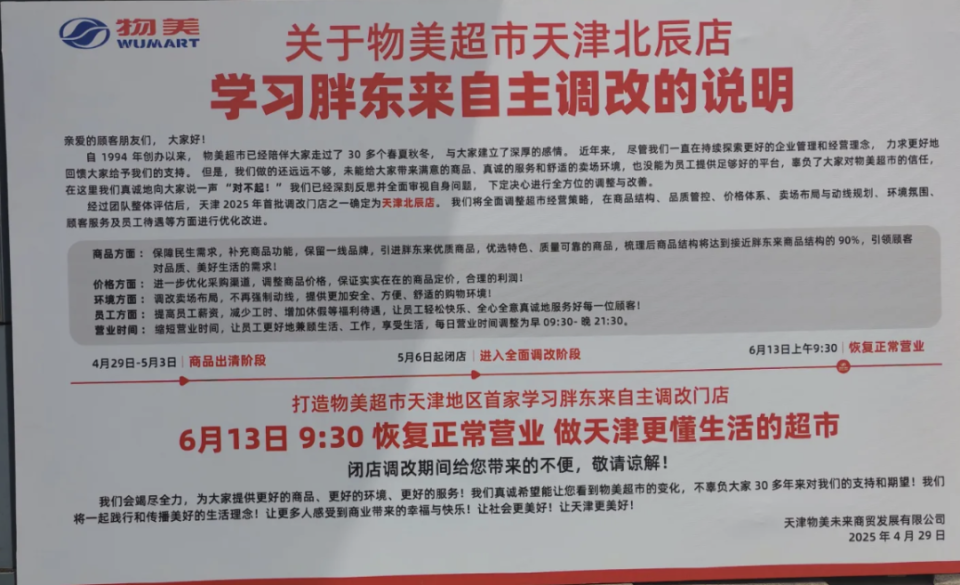 物美
WUMART
关于物美超市天津北辰店
学习胖东来自主调改的说明
亲爱的顾客朋友们，大家好！
自 1994 年创办以来，物美超市已经陪伴大家走过了 30 多个春夏秋冬，与大家建立了深厚的感情。近年来，尽管我们一直在持续探索更好的企业管理和经营理念，力求更好地
回馈大家给予我们的支持。但是，我们做的还远远不够，未能给大家带来满意的商品、真诚的服务和舒适的卖场环境，也没能为员工提供足够好的平台，辜负了大家对物美超市的信任，
在这里我们真诚地向大家说一声“对不起！”我们已经深刻反思并全面审视自身问题，下定决心进行全方位的调整与改善。
经过团队整体评估后，天津 2025 年首批调改门店之一确定为天津北辰店。我们将全面调整超市经营策略，在商品结构、品质管控、价格体系、卖场布局与动线规划、环境氛围、
顾客服务及员工待遇等方面进行优化改进。
商品方面：保障民生需求，补充商品功能，保留一线品牌，引进胖东来优质商品，优选特色、质量可靠的商品，梳理后商品结构将达到接近胖东来商品结构的 90%，引领顾客
对品质、美好生活的需求！
价格方面：进一步优化采购渠道，调整商品价格，保证实实在在的商品定价，合理的利润！
环境方面：调改卖场布局，不再强制动线，提供更加安全、方便、舒适的购物环境！
员工方面：提高员工薪资，减少工时、增加休假等福利待遇，让员工轻松快乐、全心全意真诚地服务好每一位顾客！
营业时间：缩短营业时间，让员工更好地兼顾生活、工作，享受生活，每日营业时间调整为早 09:30- 晚 21:30。
4月29日-5月3日 | 商品出清阶段
5月6日起闭店 | 进入全面调改阶段
6月13日上午9:30 | 恢复正常营业
打造物美超市天津地区首家学习胖东来自主调改门店
6月13日 9:30 恢复正常营业 做天津更懂生活的超市
闭店调改期间给您带来的不便，敬请谅解！
我们会竭尽全力，为大家提供更好的商品、更好的环境、更好的服务！我们真诚希望能让您看到物美超市的变化，不辜负大家 30 多年来对我们的支持和期望！我们
将一起践行和传播美好的生活理念！让更多人感受到商业带来的幸福与快乐！让社会更美好！让天津更美好！
天津物美未来商贸发展有限公司
2025 年 4 月 29 日